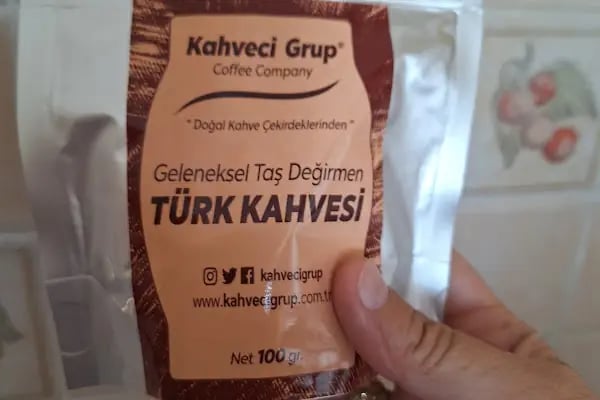 Kahveci Grup®
Coffee Company
"Doğal Kahve Çekirdeklerinden"
Geleneksel Taş Değirmen
TÜRK KAHVESİ
kahvecigrup
www.kahvecigrup.com.tr
Net 100 gr.